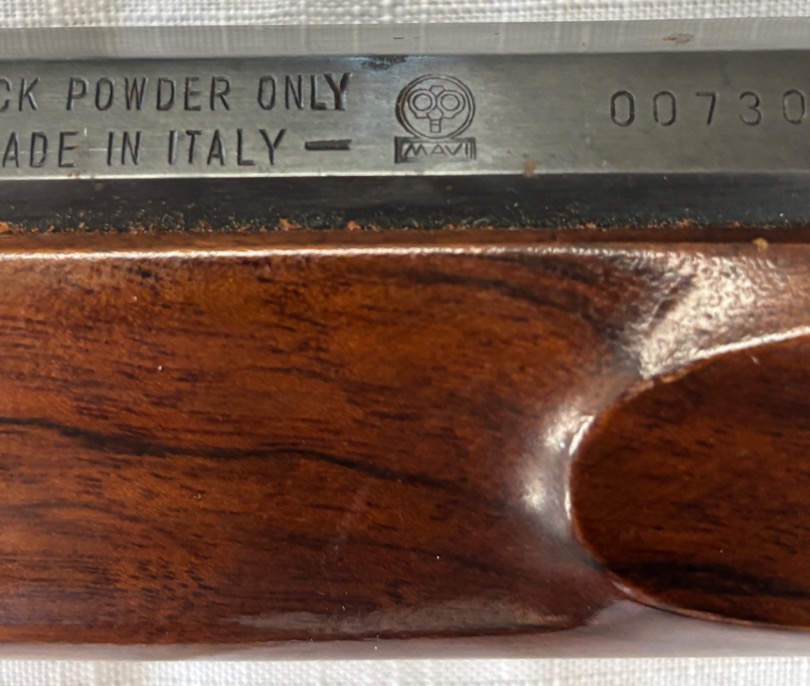 CK POWDER ONLY
ADE IN ITALY —
MAVI
00730